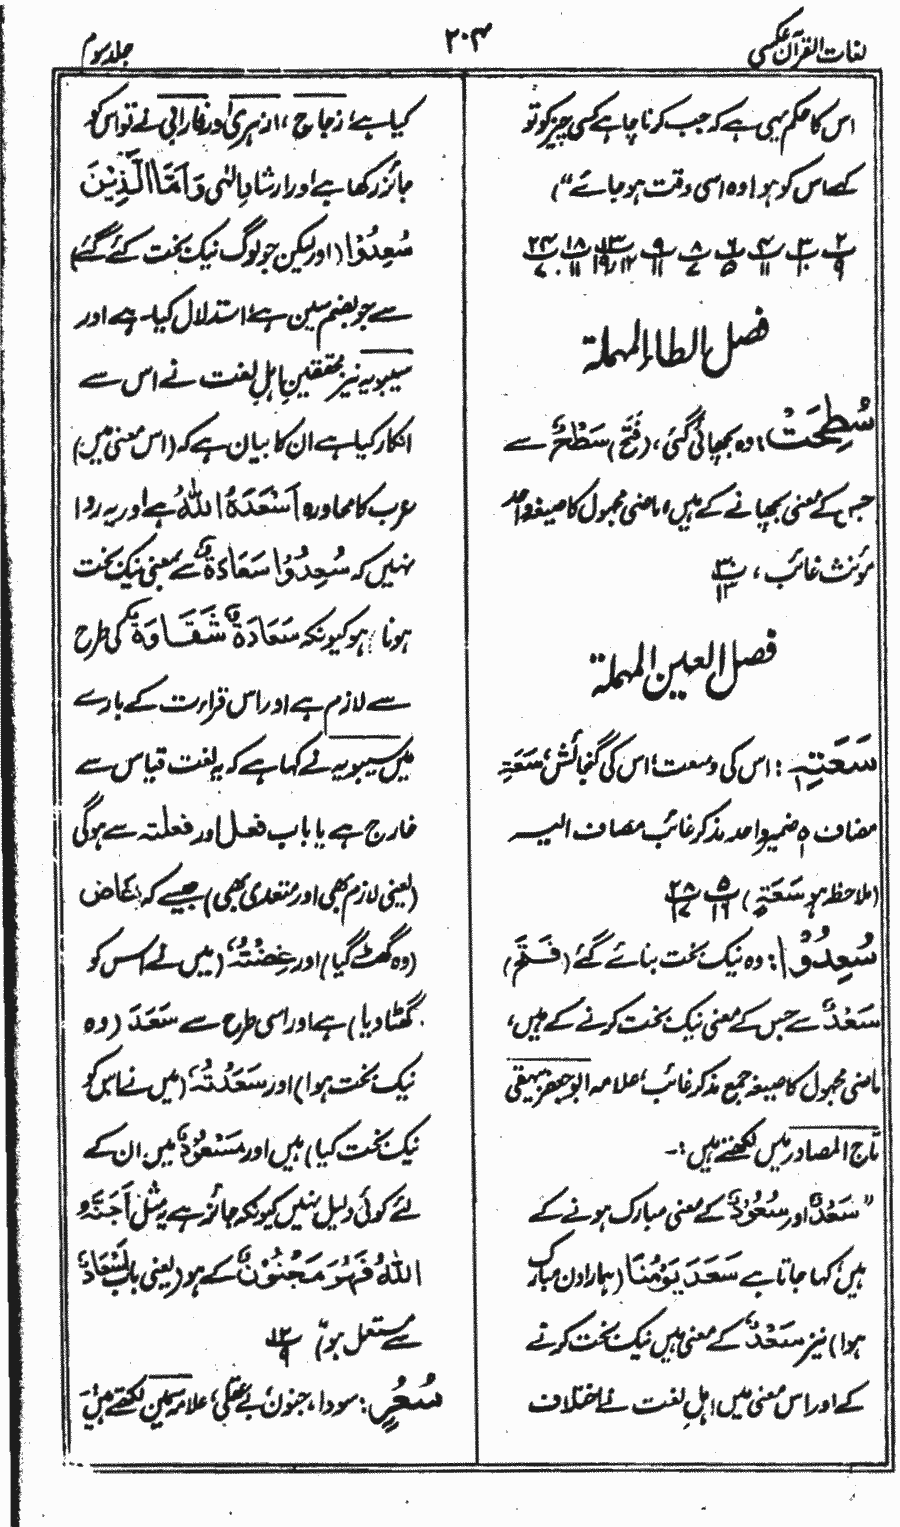 لغات القرآن عکسی
۲۰۴
جلد سوم
اس کا حکم یہی ہے کہ جب کرنا چاہے کسی چیز کو تو
کہے اس کو ہو! وہ اسی وقت ہو جائے“)
فصل الطاء المہملۃ
سُطِحَتْ: وہ بچھائی گئی، (فَتَحَ) سَطْحٌ سے
جس کے معنی بچھانے کے ہیں، ماضی مجہول کا صیغہ واحد
مؤنث غائب،
فصل العین المہملۃ
سَعَتِہٖ: اس کی وسعت، اس کی گنجائش، سَعَۃِ
مضاف ہ ضمیر واحد مذکر غائب مضاف الیہ
(ملاحظہ ہو سَعَۃٍ)
سُعِدُوْا: وہ نیک بخت بنائے گئے (فَتَحَ)
سَعْدٌ سے جس کے معنی نیک بخت کرنے کے ہیں،
ماضی مجہول کا صیغہ جمع مذکر غائب، علامہ ابو جعفر بیہقی
تاج المصادر میں لکھتے ہیں:-
”سَعْدٌ اور سُعُوْدٌ کے معنی مبارک ہونے کے
ہیں، کہا جاتا ہے سَعَدَ یَوْمُنَا (ہمارا دن مبارک
ہوا) نیز سَعْدٌ کے معنی ہیں نیک بخت کرنے
کے اور اس معنی میں اہل لغت نے اختلاف
کیا ہے، زجاج، ازہری اور فارابی نے تو اس کو
جائز رکھا ہے اور ارشادِ الٰہی وَاَمَّا الَّذِیْنَ
سُعِدُوْا (اور لیکن جو لوگ نیک بخت کئے گئے)
سے جو بضم سین ہے، استدلال کیا ہے اور
سیبویہ نیز محققینِ اہلِ لغت نے اس سے
انکار کیا ہے ان کا بیان ہے کہ (اس معنی میں)
عرب کا محاورہ اَسْعَدَہُ اللّٰہُ ہے اور یہ روا
نہیں کہ سُعِدُوْا سَعَادَۃٌ سے بمعنی نیک بخت
ہونا ہو کیونکہ سَعَادَۃٌ شَقَاوَۃٌ کی طرح
سے لازم ہے اور اس قراءت کے بارے
میں سیبویہ نے کہا ہے کہ یہ لغت قیاس سے
خارج ہے یا باب فعل اور فعلتہ سے ہوگی
(یعنی لازم بھی اور متعدی بھی) جیسے کہ غَاضَ
(وہ گھٹ گیا) اور غِضْتُہٗ (میں نے اس کو
گھٹا دیا) ہے اور اسی طرح سے سَعَدَ (وہ
نیک بخت ہوا) اور سَعَدْتُہٗ (میں نے اس کو
نیک بخت کیا) ہیں اور مَسْعُوْدٌ میں، ان کے
لئے کوئی دلیل نہیں کیونکہ جائز ہے یہ مثل اَجَنَّہٗ
اللّٰہُ فَہُوَ مَجْنُوْنٌ کے ہو (یعنی باب اِسْعَادٌ
سے مستعمل ہو“)
سُعُرٍ: سودا، جنون، بے عقلی، علامہ سمین لکھتے ہیں،